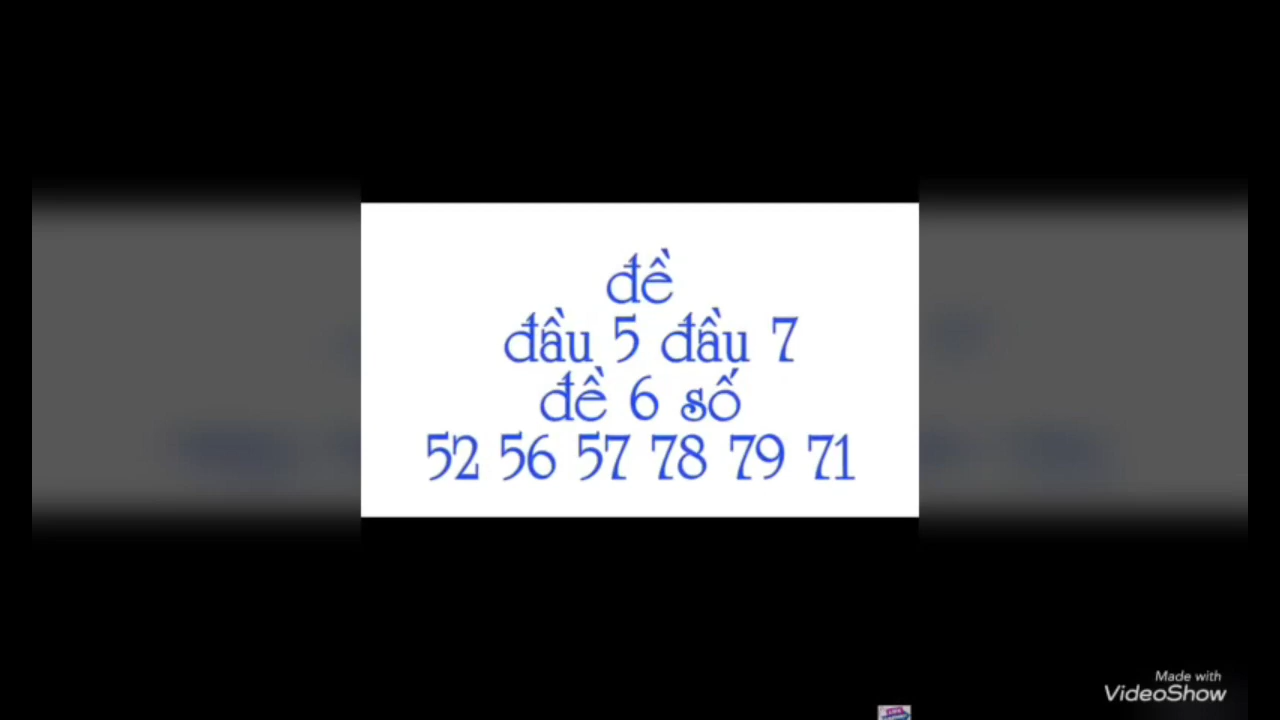 đề
đầu 5 đầu 7
đề 6 số
52 56 57 78 79 71
Made with
VideoShow